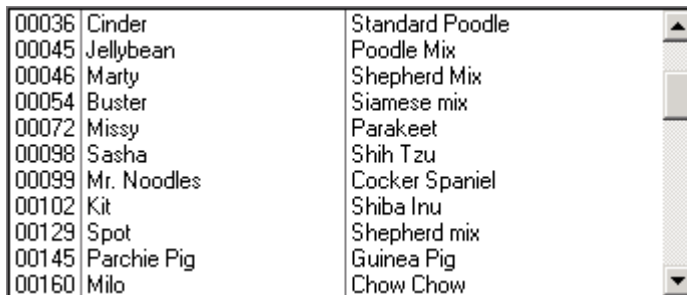 00036 Cinder Standard Poodle
00045 Jellybean Poodle Mix
00046 Marty Shepherd Mix
00054 Buster Siamese mix
00072 Missy Parakeet
00098 Sasha Shih Tzu
00099 Mr. Noodles Cocker Spaniel
00102 Kit Shiba Inu
00129 Spot Shepherd mix
00145 Parchie Pig Guinea Pig
00160 Milo Chow Chow